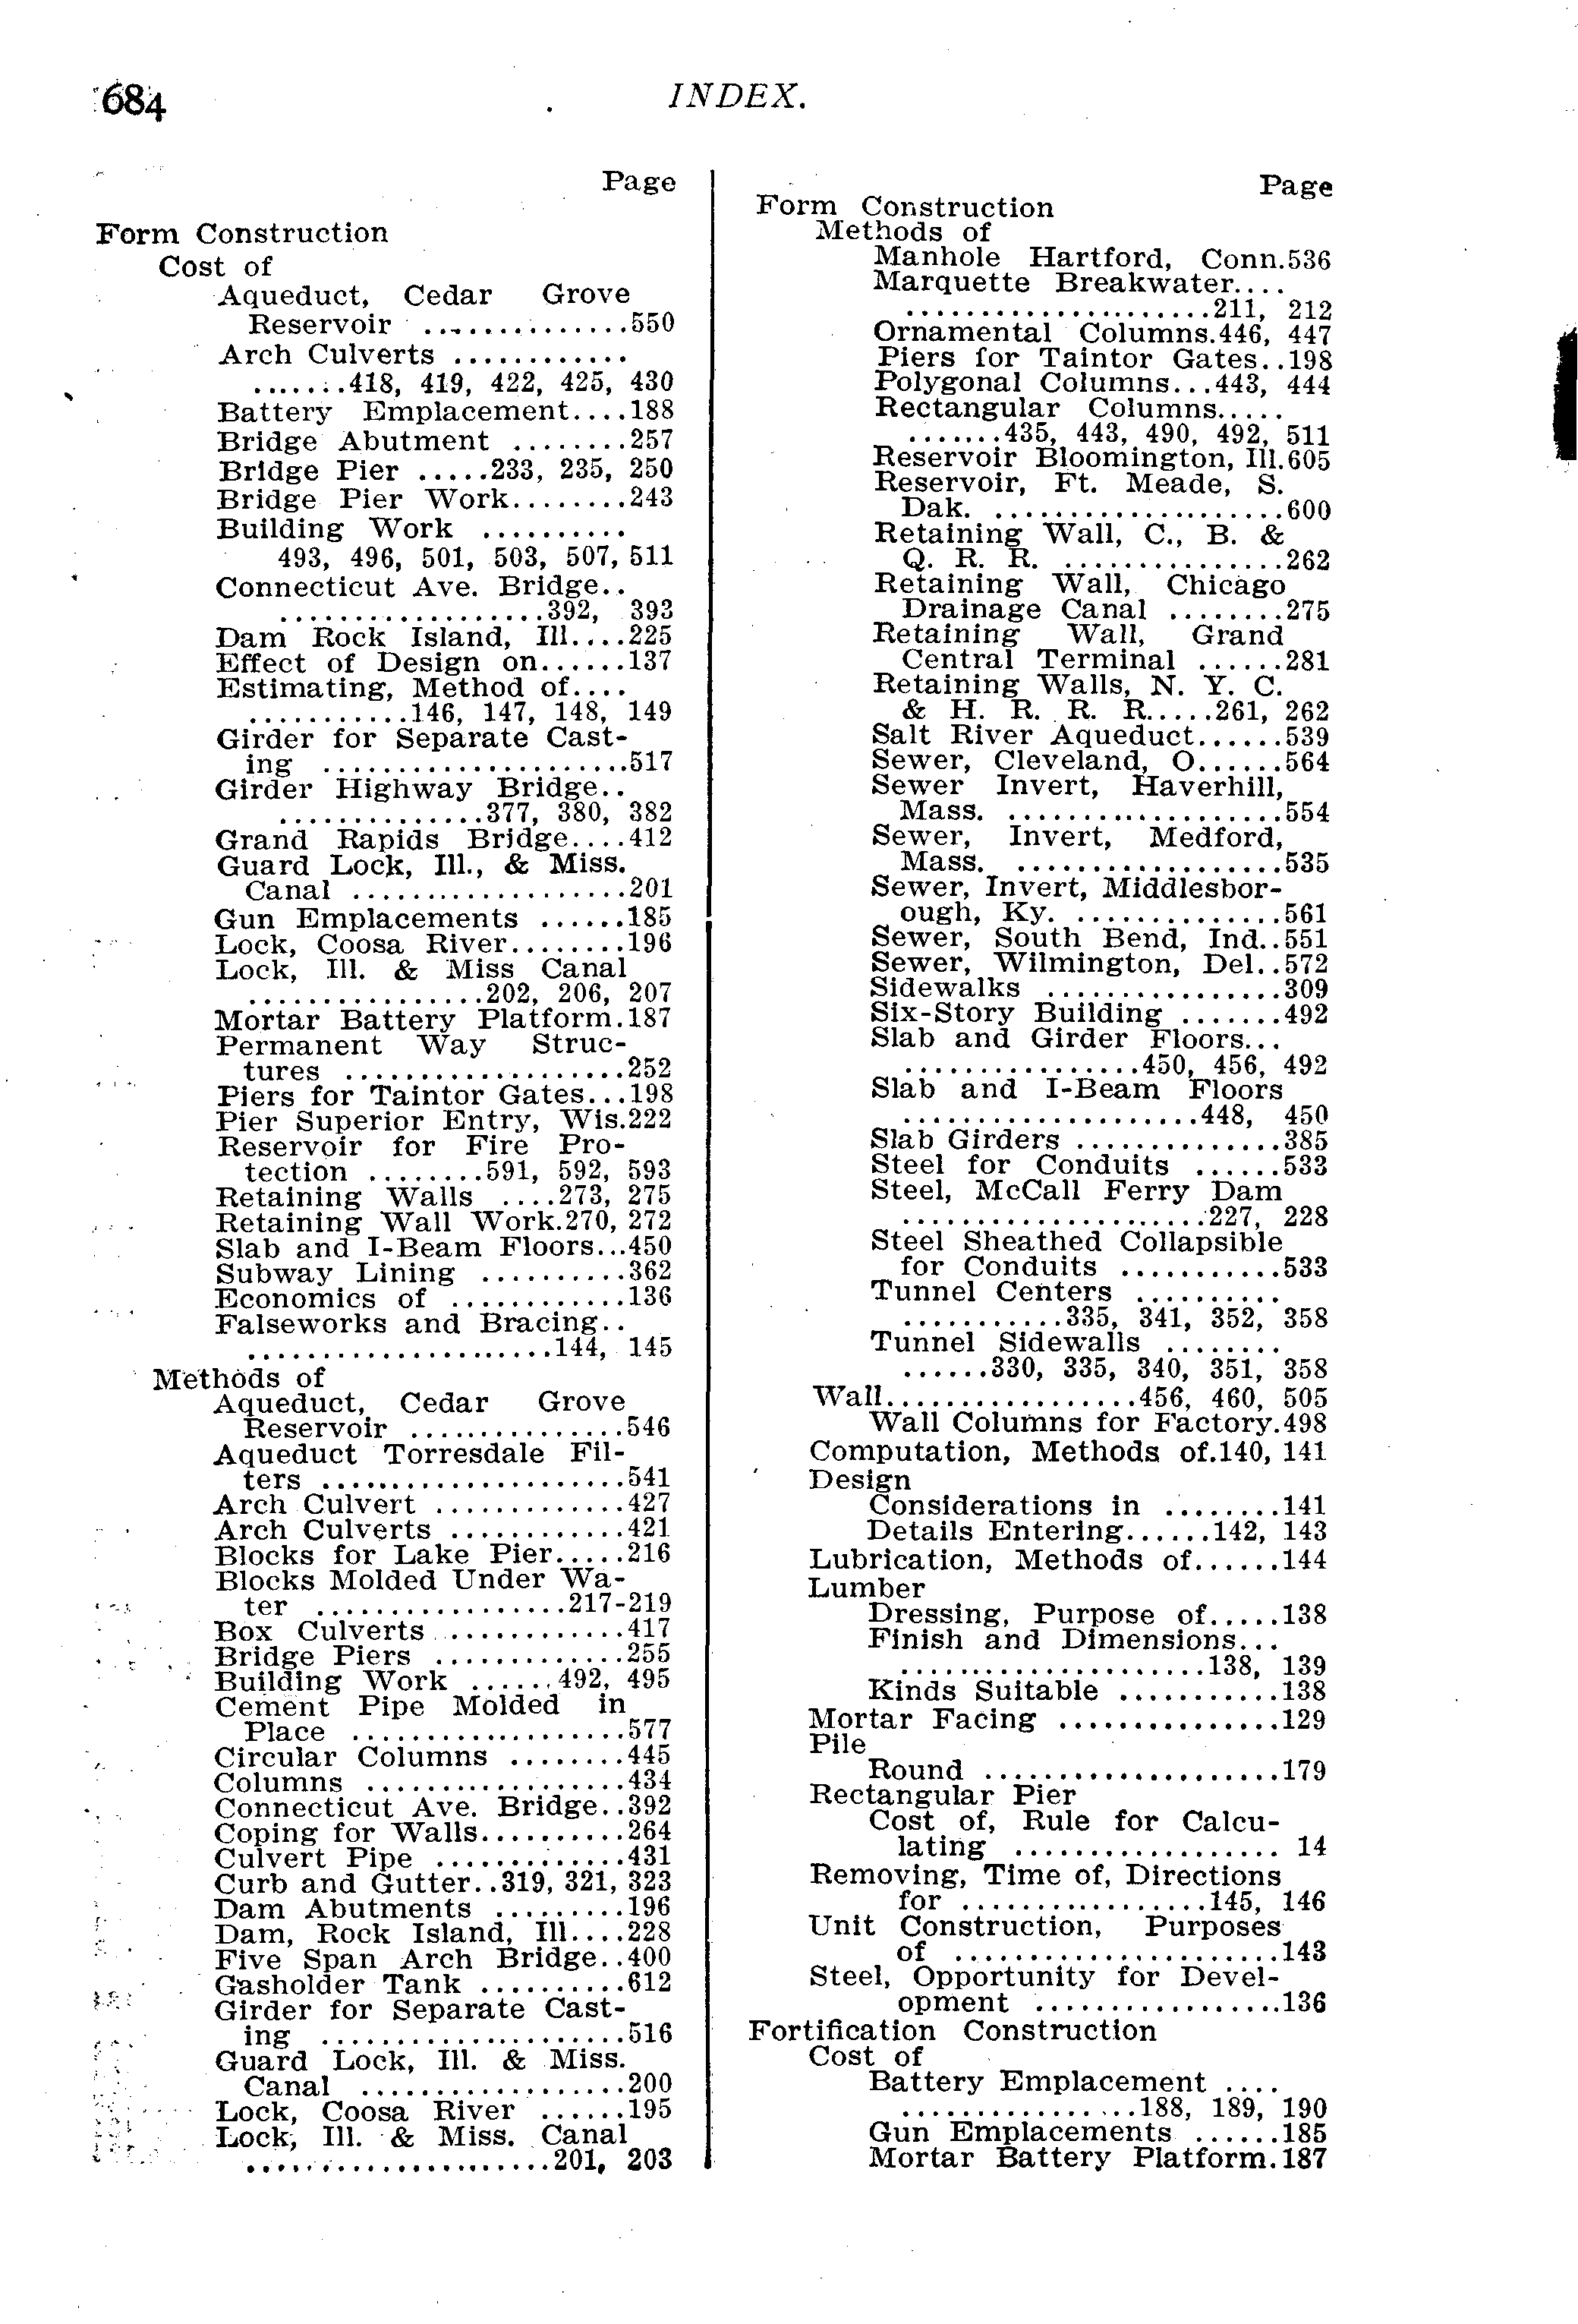 684
INDEX.
Page
Form Construction
Cost of
Aqueduct, Cedar Grove
Reservoir ..............550
Arch Culverts ............
.......418, 419, 422, 425, 430
Battery Emplacement....188
Bridge Abutment ........257
Bridge Pier .....233, 235, 250
Bridge Pier Work........243
Building Work ..........
493, 496, 501, 503, 507, 511
Connecticut Ave. Bridge..
..................392, 393
Dam Rock Island, Ill....225
Effect of Design on......137
Estimating, Method of....
...........146, 147, 148, 149
Girder for Separate Cast-
ing .....................517
Girder Highway Bridge..
..............377, 380, 382
Grand Rapids Bridge....412
Guard Lock, Ill., & Miss.
Canal ...................201
Gun Emplacements ......185
Lock, Coosa River........196
Lock, Ill. & Miss Canal
................202, 206, 207
Mortar Battery Platform.187
Permanent Way Struc-
tures ...................252
Piers for Taintor Gates...198
Pier Superior Entry, Wis.222
Reservoir for Fire Pro-
tection ........591, 592, 593
Retaining Walls ....273, 275
Retaining Wall Work.270, 272
Slab and I-Beam Floors...450
Subway Lining ..........362
Economics of ............136
Falseworks and Bracing..
.....................144, 145
Methods of
Aqueduct, Cedar Grove
Reservoir ...............546
Aqueduct Torresdale Fil-
ters .....................541
Arch Culvert .............427
Arch Culverts ............421
Blocks for Lake Pier.....216
Blocks Molded Under Wa-
ter .................217-219
Box Culverts .............417
Bridge Piers .............255
Building Work ......492, 495
Cement Pipe Molded in
Place ...................577
Circular Columns ........445
Columns ..................434
Connecticut Ave. Bridge..392
Coping for Walls..........264
Culvert Pipe .............431
Curb and Gutter..319, 321, 323
Dam Abutments .........196
Dam, Rock Island, Ill....228
Five Span Arch Bridge..400
Gasholder Tank ..........612
Girder for Separate Cast-
ing .....................516
Guard Lock, Ill. & Miss.
Canal ..................200
Lock, Coosa River ......195
Lock, Ill. & Miss. Canal
.....................201, 203
Page
Form Construction
Methods of
Manhole Hartford, Conn.536
Marquette Breakwater....
.....................211, 212
Ornamental Columns.446, 447
Piers for Taintor Gates..198
Polygonal Columns...443, 444
Rectangular Columns.....
.......435, 443, 490, 492, 511
Reservoir Bloomington, Ill.605
Reservoir, Ft. Meade, S.
Dak. ....................600
Retaining Wall, C., B. &
Q. R. R. ...............262
Retaining Wall, Chicago
Drainage Canal ........275
Retaining Wall, Grand
Central Terminal ......281
Retaining Walls, N. Y. C.
& H. R. R. R.....261, 262
Salt River Aqueduct......539
Sewer, Cleveland, O......564
Sewer Invert, Haverhill,
Mass. ...................554
Sewer, Invert, Medford,
Mass. ..................535
Sewer, Invert, Middlesbor-
ough, Ky. ..............561
Sewer, South Bend, Ind..551
Sewer, Wilmington, Del..572
Sidewalks ................309
Six-Story Building .......492
Slab and Girder Floors...
................450, 456, 492
Slab and I-Beam Floors
....................448, 450
Slab Girders ..............385
Steel for Conduits ......533
Steel, McCall Ferry Dam
.....................227, 228
Steel Sheathed Collapsible
for Conduits ...........533
Tunnel Centers ..........
...........335, 341, 352, 358
Tunnel Sidewalls ........
......330, 335, 340, 351, 358
Wall.................456, 460, 505
Wall Columns for Factory.498
Computation, Methods of.140, 141
Design
Considerations in ........141
Details Entering......142, 143
Lubrication, Methods of......144
Lumber
Dressing, Purpose of.....138
Finish and Dimensions...
.....................138, 139
Kinds Suitable ...........138
Mortar Facing ...............129
Pile
Round ....................179
Rectangular Pier
Cost of, Rule for Calcu-
lating .................. 14
Removing, Time of, Directions
for .................145, 146
Unit Construction, Purposes
of ......................143
Steel, Opportunity for Devel-
opment .................136
Fortification Construction
Cost of
Battery Emplacement ....
................188, 189, 190
Gun Emplacements ......185
Mortar Battery Platform.187